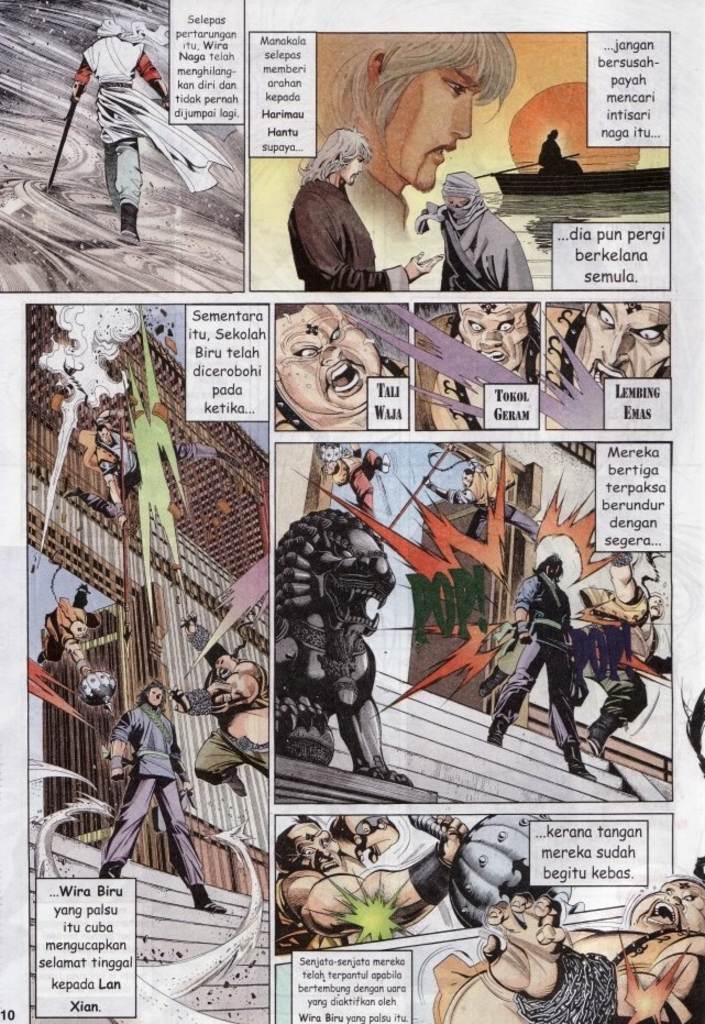 Selepas
pertarungan
itu, Wira
Naga telah
menghilang-
kan diri dan
tidak pernah
dijumpai lagi.
Manakala
selepas
memberi
arahan
kepada
Harimau
Hantu
supaya...
...jangan
bersusah-
payah
mencari
intisari
naga itu...
...dia pun pergi
berkelana
semula.
Sementara
itu, Sekolah
Biru telah
dicerobohi
pada
ketika...
...Wira Biru
yang palsu
itu cuba
mengucapkan
selamat tinggal
kepada Lan
Xian.
TALI
WAJA
TOKOL
GERAM
LEMBING
EMAS
Mereka
bertiga
terpaksa
berundur
dengan
segera...
POP!
POP!
...kerana tangan
mereka sudah
begitu kebas.
Senjata-senjata mereka
telah terpantul apabila
bertembung dengan uara
yang diaktifkan oleh
Wira Biru yang palsu itu.
10